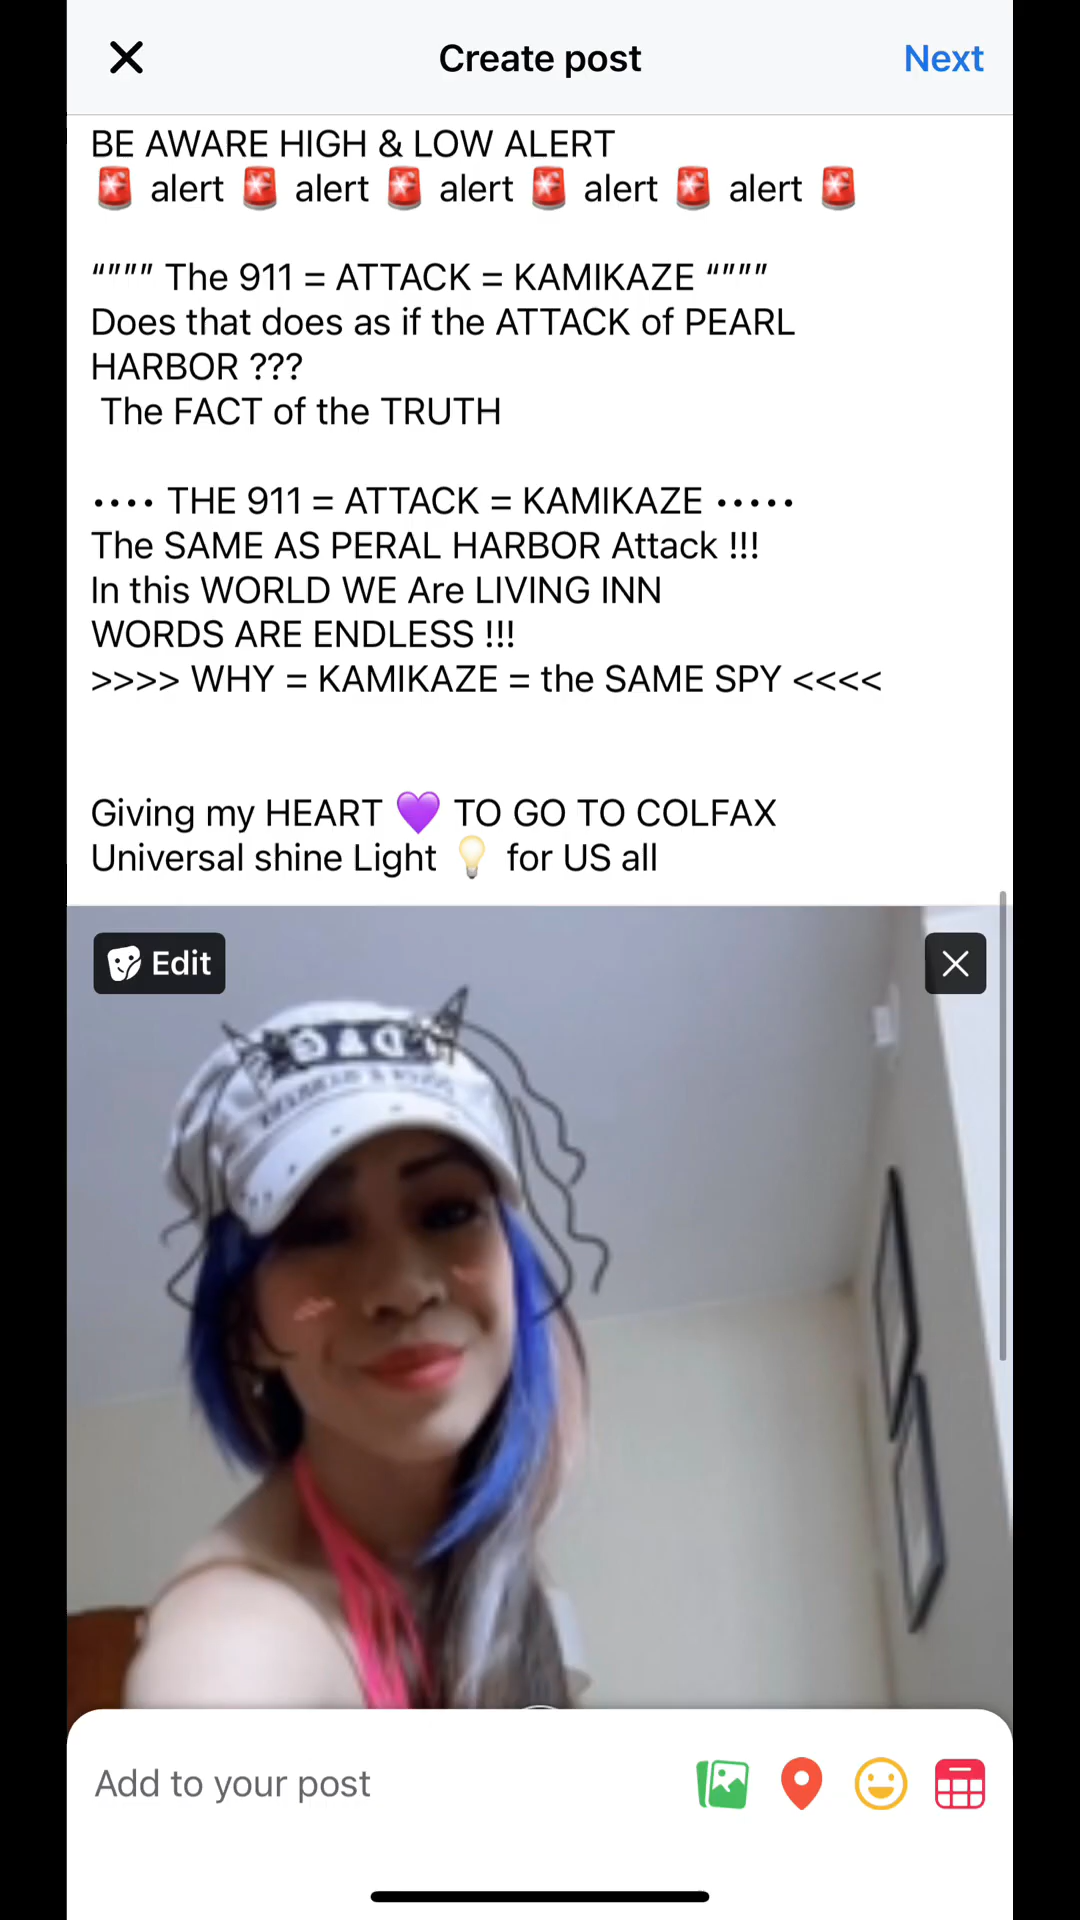 Create post
Next
BE AWARE HIGH & LOW ALERT
🚨 alert 🚨 alert 🚨 alert 🚨 alert 🚨 alert 🚨
“””” The 911 = ATTACK = KAMIKAZE “”””
Does that does as if the ATTACK of PEARL
HARBOR ???
The FACT of the TRUTH
•••• THE 911 = ATTACK = KAMIKAZE •••••
The SAME AS PERAL HARBOR Attack !!!
In this WORLD WE Are LIVING INN
WORDS ARE ENDLESS !!!
>>>> WHY = KAMIKAZE = the SAME SPY <<<<
Giving my HEART 💜 TO GO TO COLFAX
Universal shine Light 💡 for US all
Edit
D&G
Add to your post